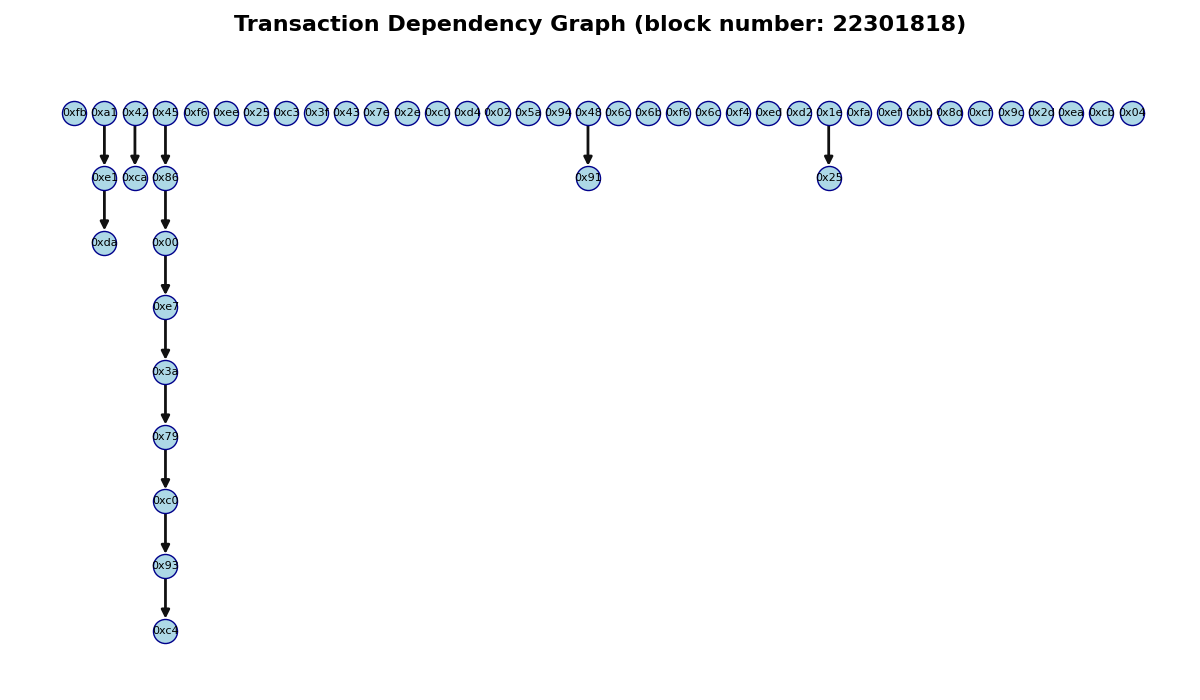 Transaction Dependency Graph (block number: 22301818)
0xfb 0xa1 0x42 0x45 0xf6 0xee 0x25 0xc3 0x3f 0x43 0x7e 0x2e 0xc0 0xd4 0x02 0x5a 0x94 0x48 0x6c 0x6b 0xf6 0x6c 0xf4 0xed 0xd2 0x1e 0xfa 0xef 0xbb 0x8d 0xcf 0x9c 0x2d 0xea 0xcb 0x04
0xe1 0xca 0x86 0x91 0x25
0xda 0x00
0xe7
0x3a
0x79
0xc0
0x93
0xc4